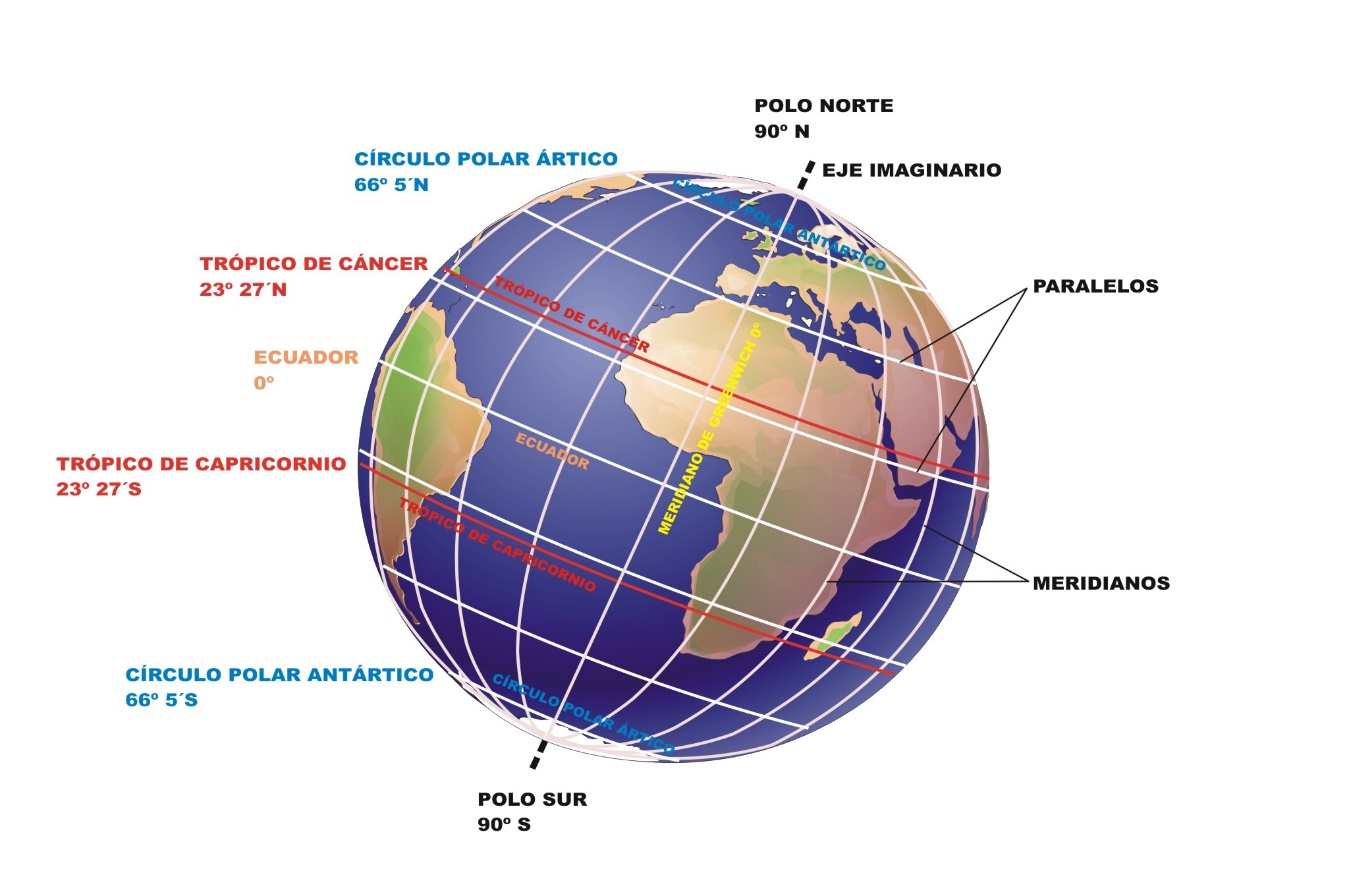 POLO NORTE
90º N
CÍRCULO POLAR ÁRTICO
66º 5´N
EJE IMAGINARIO
CÍRCULO POLAR ANTÁRTICO
TRÓPICO DE CÁNCER
23º 27´N
TRÓPICO DE CÁNCER
PARALELOS
ECUADOR
0º
MERIDIANO DE GREENWICH 0º
ECUADOR
TRÓPICO DE CAPRICORNIO
23º 27´S
TRÓPICO DE CAPRICORNIO
MERIDIANOS
CÍRCULO POLAR ANTÁRTICO
66º 5´S
CÍRCULO POLAR ÁRTICO
POLO SUR
90º S